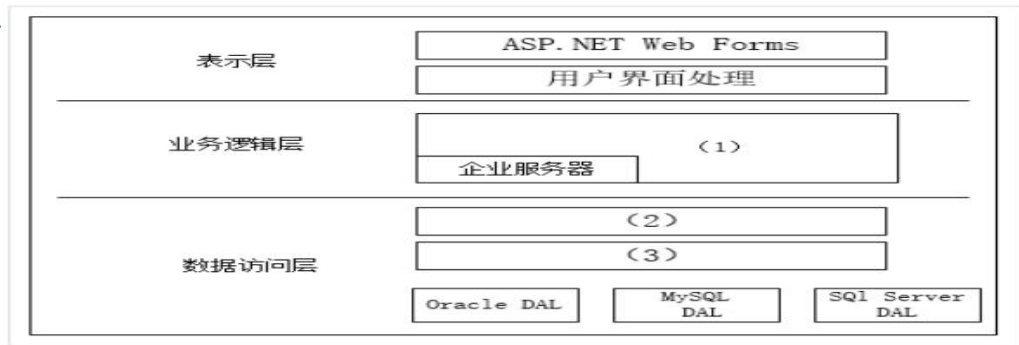 表示层
ASP.NET Web Forms
用户界面处理
业务逻辑层
(1)
企业服务器
数据访问层
(2)
(3)
Oracle DAL
MySQL
DAL
SQl Server
DAL